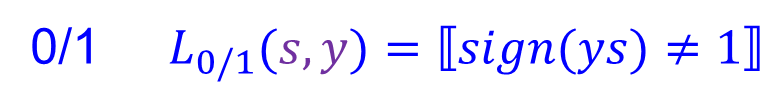 0/1 L₀/₁(s, y) = ⟦sign(ys) ≠ 1⟧